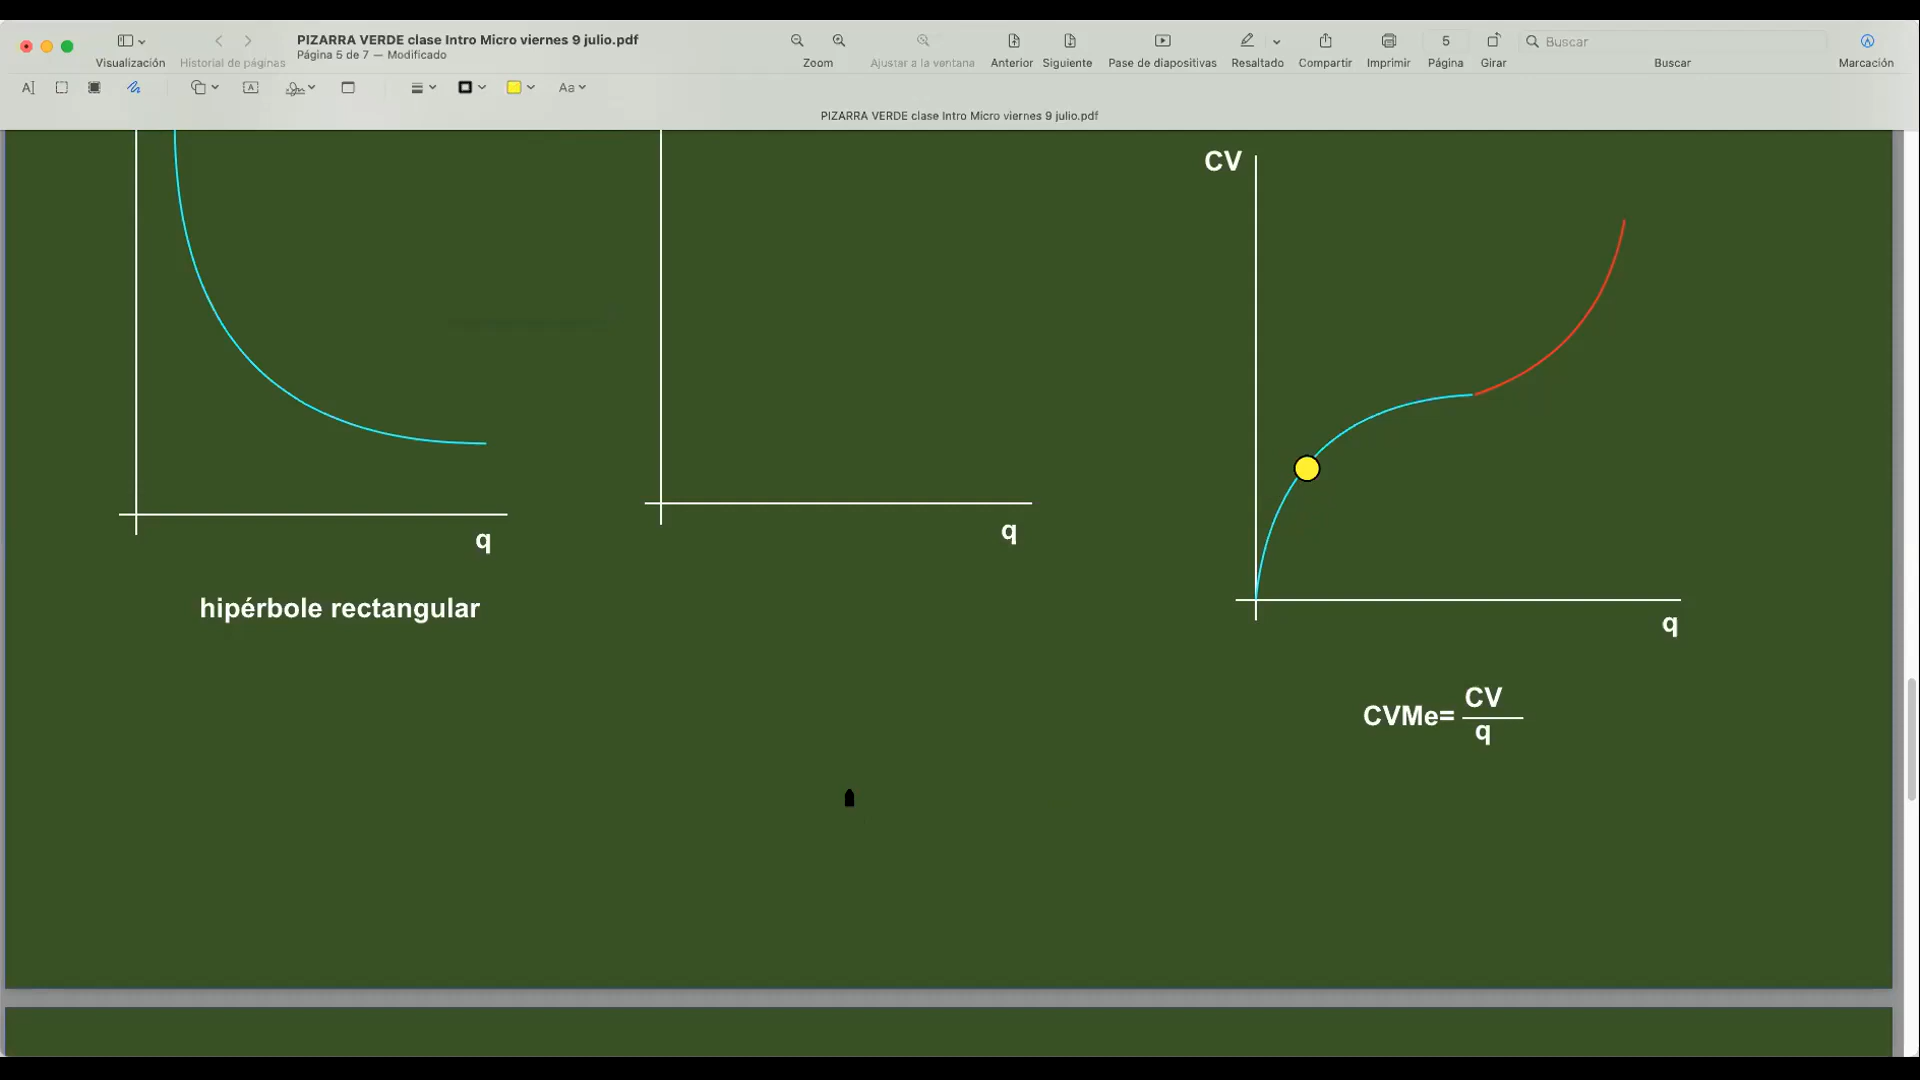 PIZARRA VERDE clase Intro Micro viernes 9 julio.pdf
Página 5 de 7 — Modificado
5
Buscar
Visualización
Historial de páginas
Zoom
Ajustar a la ventana
Anterior
Siguiente
Pase de diapositivas
Resaltado
Compartir
Imprimir
Página
Girar
Buscar
Marcación
A
Aa
PIZARRA VERDE clase Intro Micro viernes 9 julio.pdf
CV
q
q
hipérbole rectangular
q
CVMe= CV
q